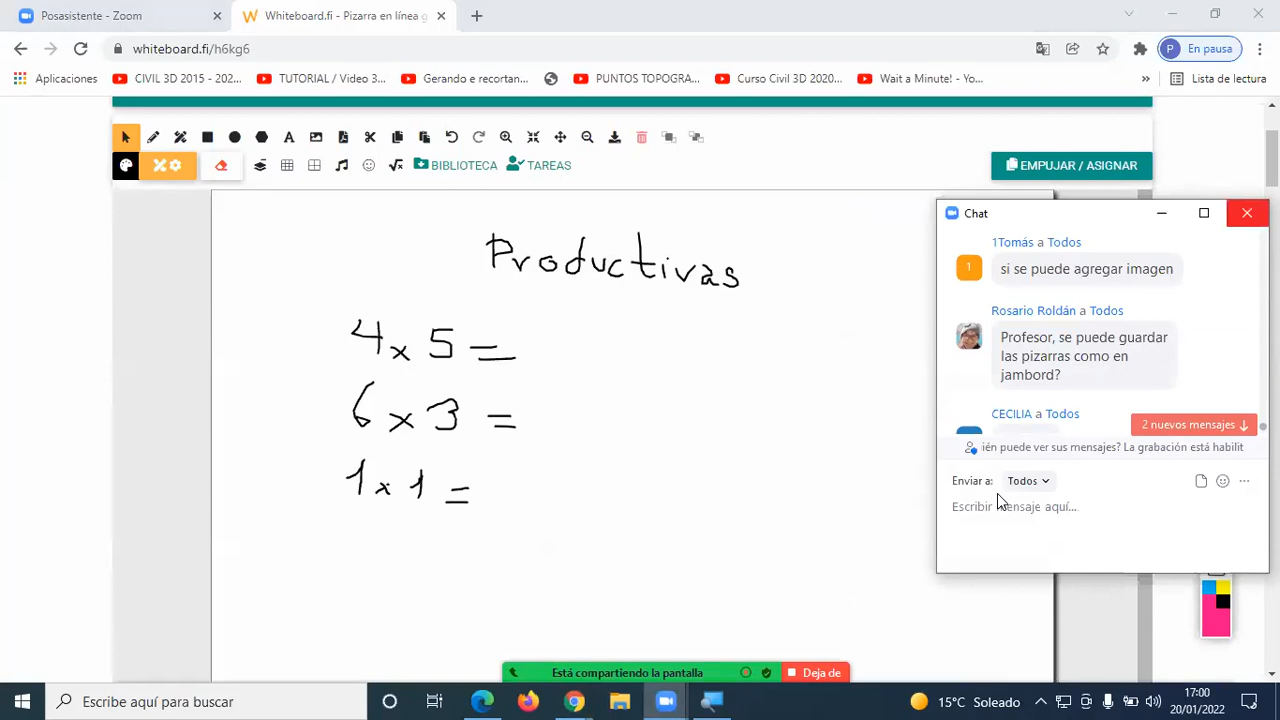 Posasistente - Zoom
Whiteboard.fi - Pizarra en línea g
whiteboard.fi/h6kg6
P
En pausa
Aplicaciones
CIVIL 3D 2015 - 202...
TUTORIAL / Video 3...
Gerando e recortan...
PUNTOS TOPOGRA...
Curso Civil 3D 2020...
Wait a Minute! - Yo...
»
Lista de lectura
BIBLIOTECA
TAREAS
EMPUJAR / ASIGNAR
Productivas
4 x 5 =
6 x 3 =
1 x 1 =
Chat
1Tomás a Todos
1
si se puede agregar imagen
Rosario Roldán a Todos
Profesor, se puede guardar
las pizarras como en
jambord?
CECILIA a Todos
2 nuevos mensajes ↓
ién puede ver sus mensajes? La grabación está habilit
Enviar a: Todos
Escribir mensaje aquí...
Está compartiendo la pantalla
Deja de
Escribe aquí para buscar
15°C Soleado
17:00
20/01/2022